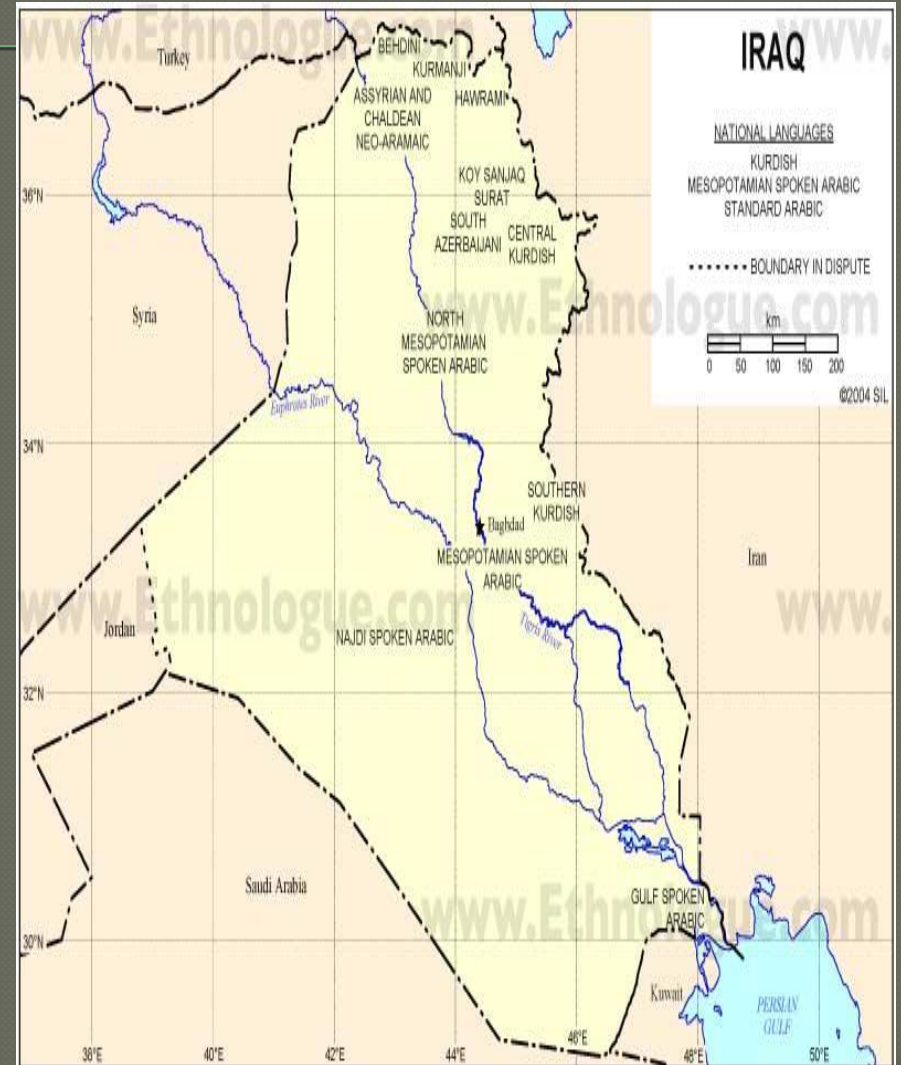 www.Ethnologue.com
www.
IRAQ
NATIONAL LANGUAGES
KURDISH
MESOPOTAMIAN SPOKEN ARABIC
STANDARD ARABIC
BOUNDARY IN DISPUTE
km
0 50 100 150 200
©2004 SIL
Turkey
BEHDINI
KURMANJI
ASSYRIAN AND
CHALDEAN
NEO-ARAMAIC
HAWRAMI
36°N
KOY SANJAQ
SURAT
SOUTH
AZERBAIJANI
CENTRAL
KURDISH
www.Ethnologue.com
Syria
NORTH
MESOPOTAMIAN
SPOKEN ARABIC
Euphrates River
34°N
SOUTHERN
KURDISH
Baghdad
MESOPOTAMIAN SPOKEN
ARABIC
Iran
www.Ethnologue.com
www.
Jordan
NAJDI SPOKEN ARABIC
Tigris River
32°N
Saudi Arabia
GULF SPOKEN
ARABIC
www.Ethnologue.com
30°N
Kuwait
PERSIAN
GULF
38°E 40°E 42°E 44°E 46°E 48°E 50°E